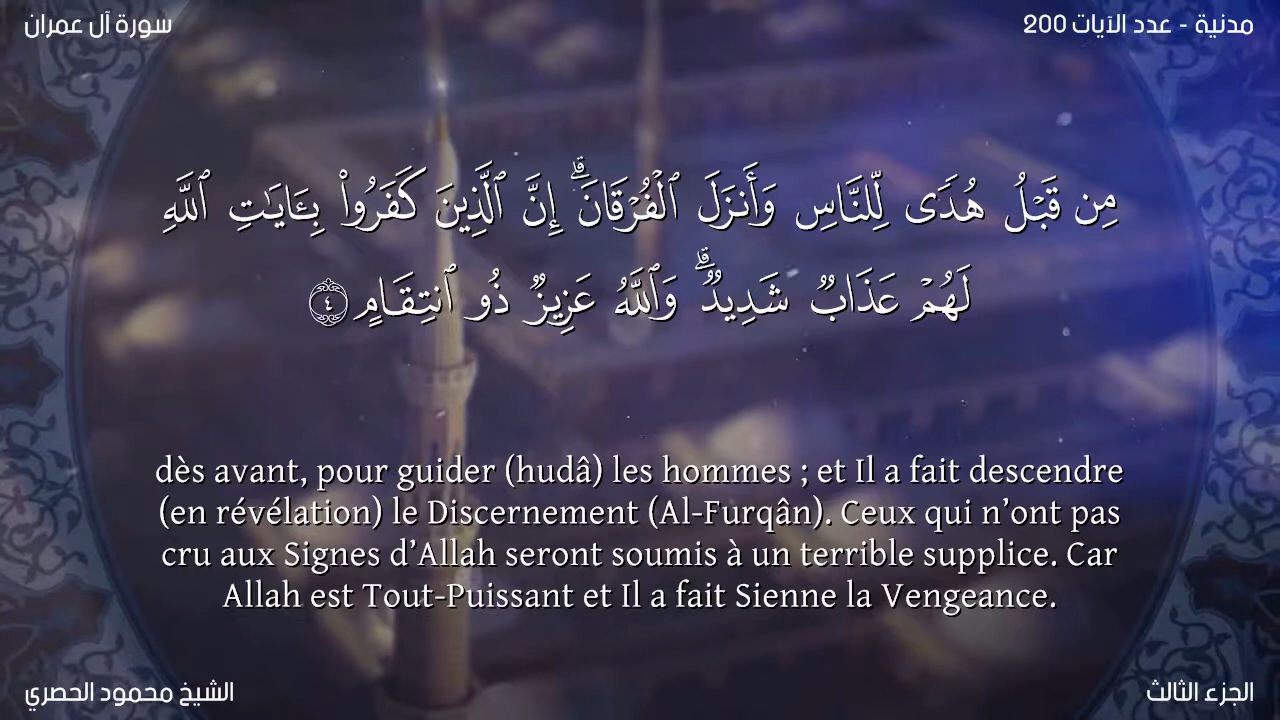 سورة آل عمران
مدنية - عدد الآيات 200
مِن قَبْلُ هُدًى لِّلنَّاسِ وَأَنزَلَ ٱلْفُرْقَانَ ۗ إِنَّ ٱلَّذِينَ كَفَرُوا۟ بِـَٔايَـٰتِ ٱللَّهِ
لَهُمْ عَذَابٌ شَدِيدٌ ۗ وَٱللَّهُ عَزِيزٌ ذُو ٱنتِقَامٍ ٤
dès avant, pour guider (hudâ) les hommes ; et Il a fait descendre
(en révélation) le Discernement (Al-Furqân). Ceux qui n’ont pas
cru aux Signes d’Allah seront soumis à un terrible supplice. Car
Allah est Tout-Puissant et Il a fait Sienne la Vengeance.
الشيخ محمود الحصري
الجزء الثالث